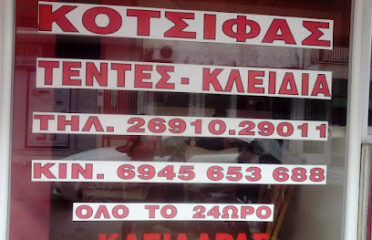 ΚΟΤΣΙΦΑΣ
ΤΕΝΤΕΣ - ΚΛΕΙΔΙΑ
ΤΗΛ. 26910.29011
ΚΙΝ. 6945 653 688
ΟΛΟ ΤΟ 24ΩΡΟ